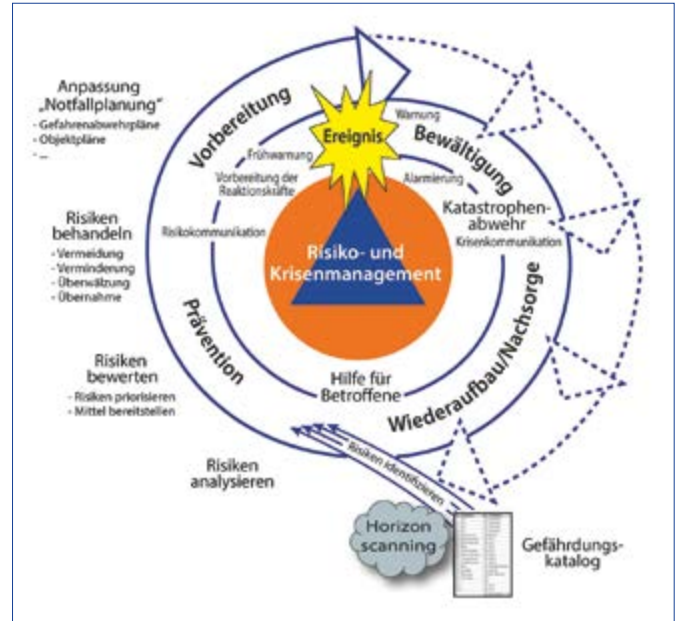 Anpassung
„Notfallplanung“
- Gefahrenabwehrpläne
- Objektpläne
- ...
Risiken
behandeln
- Vermeidung
- Verminderung
- Überwälzung
- Übernahme
Risiken
bewerten
- Risiken priorisieren
- Mittel bereitstellen
Risiken
analysieren
Vorbereitung
Prävention
Ereignis
Frühwarnung
Vorbereitung der
Reaktionskräfte
Risikokommunikation
Warnung
Bewältigung
Alarmierung
Katastrophen-
abwehr
Krisenkommunikation
Risiko- und
Krisenmanagement
Hilfe für
Betroffene
Wiederaufbau/Nachsorge
Risiken identifizieren
Horizon
scanning
Gefährdungs-
katalog